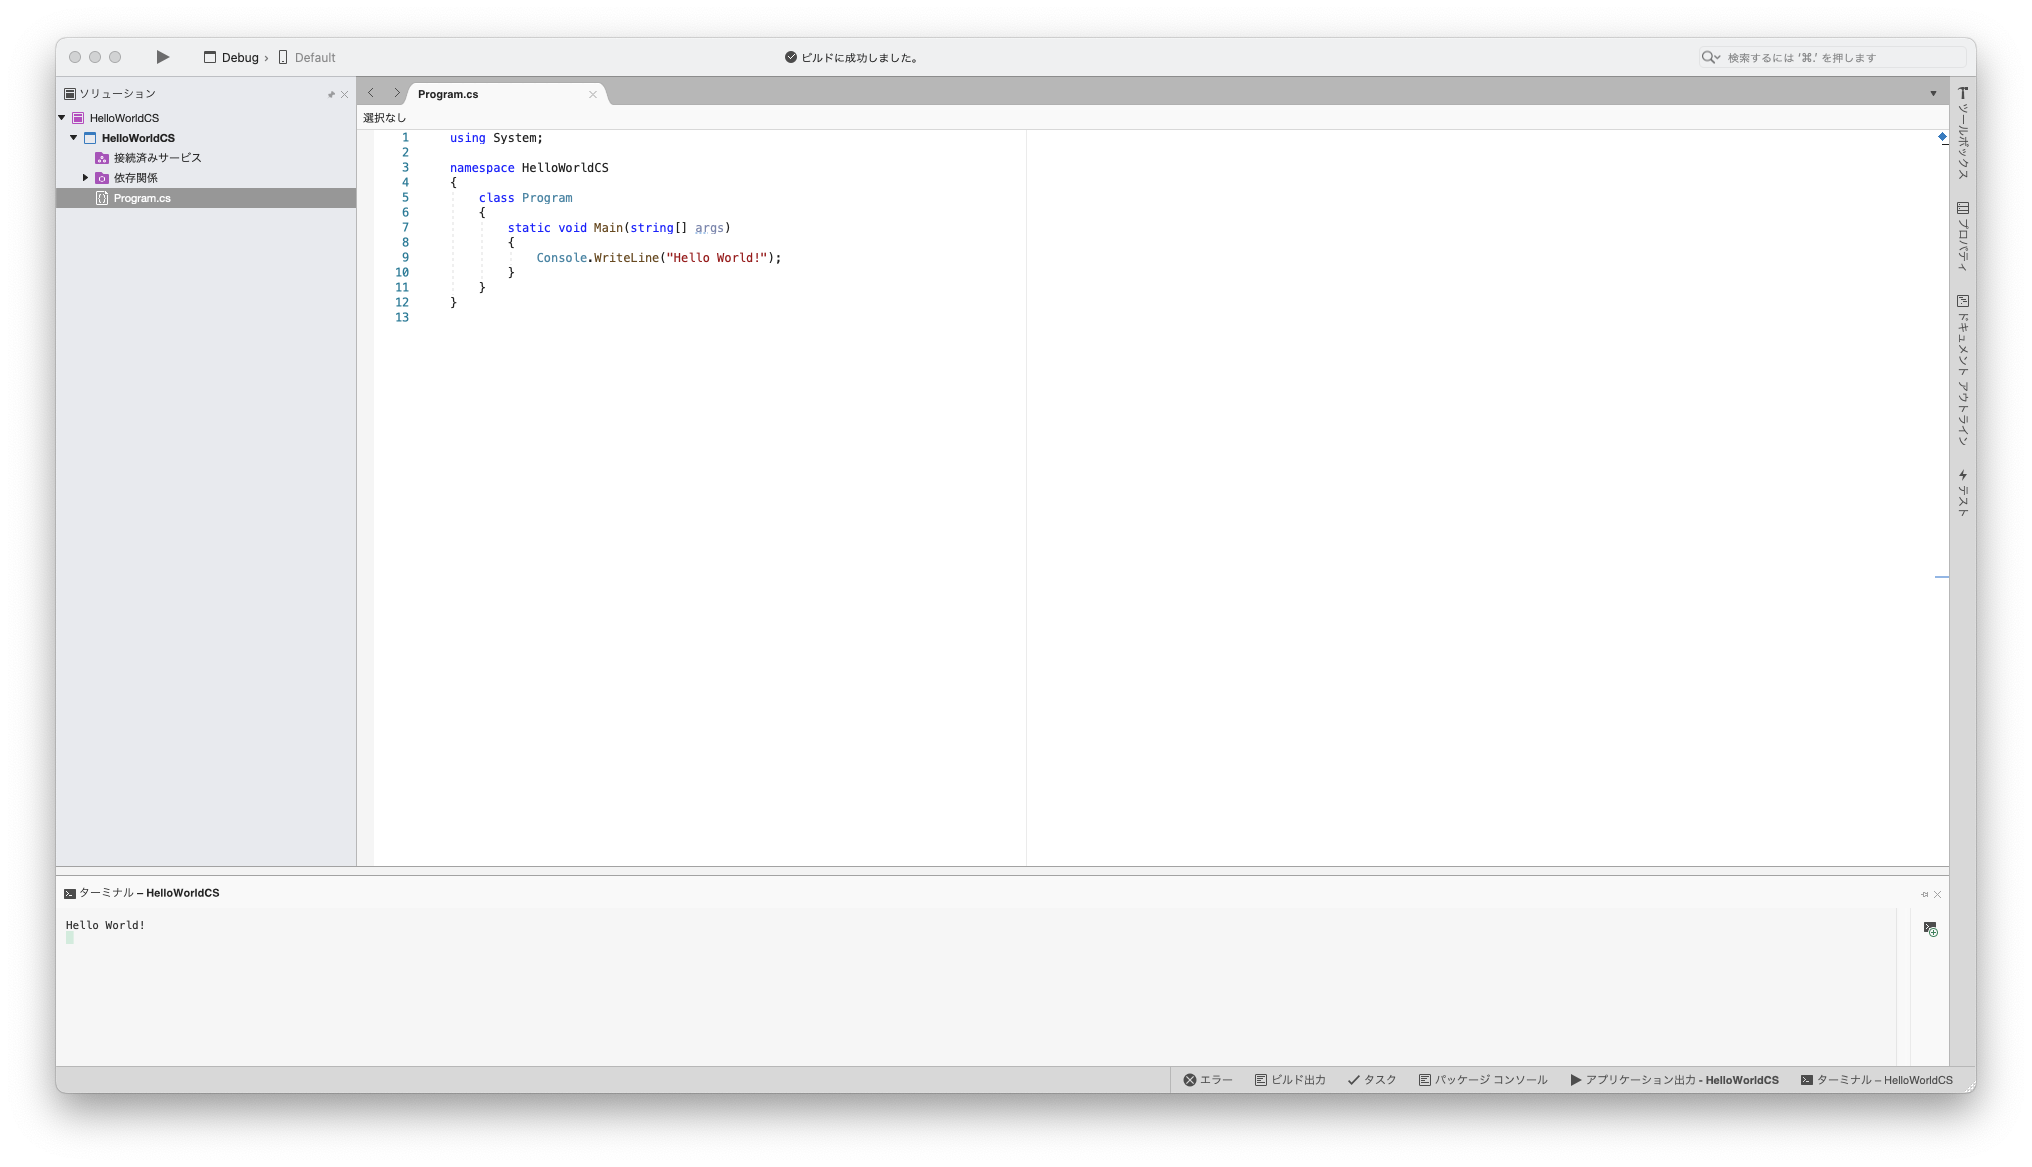 Debug › Default
ビルドに成功しました。
検索するには '⌘.' を押します
ソリューション
HelloWorldCS
HelloWorldCS
接続済みサービス
依存関係
Program.cs
Program.cs
選択なし
1 using System;
2
3 namespace HelloWorldCS
4 {
5 class Program
6 {
7 static void Main(string[] args)
8 {
9 Console.WriteLine("Hello World!");
10 }
11 }
12 }
13
ツールボックス
プロパティ
ドキュメント アウトライン
テスト
ターミナル – HelloWorldCS
Hello World!
エラー ビルド出力 タスク パッケージ コンソール アプリケーション出力 - HelloWorldCS ターミナル – HelloWorldCS